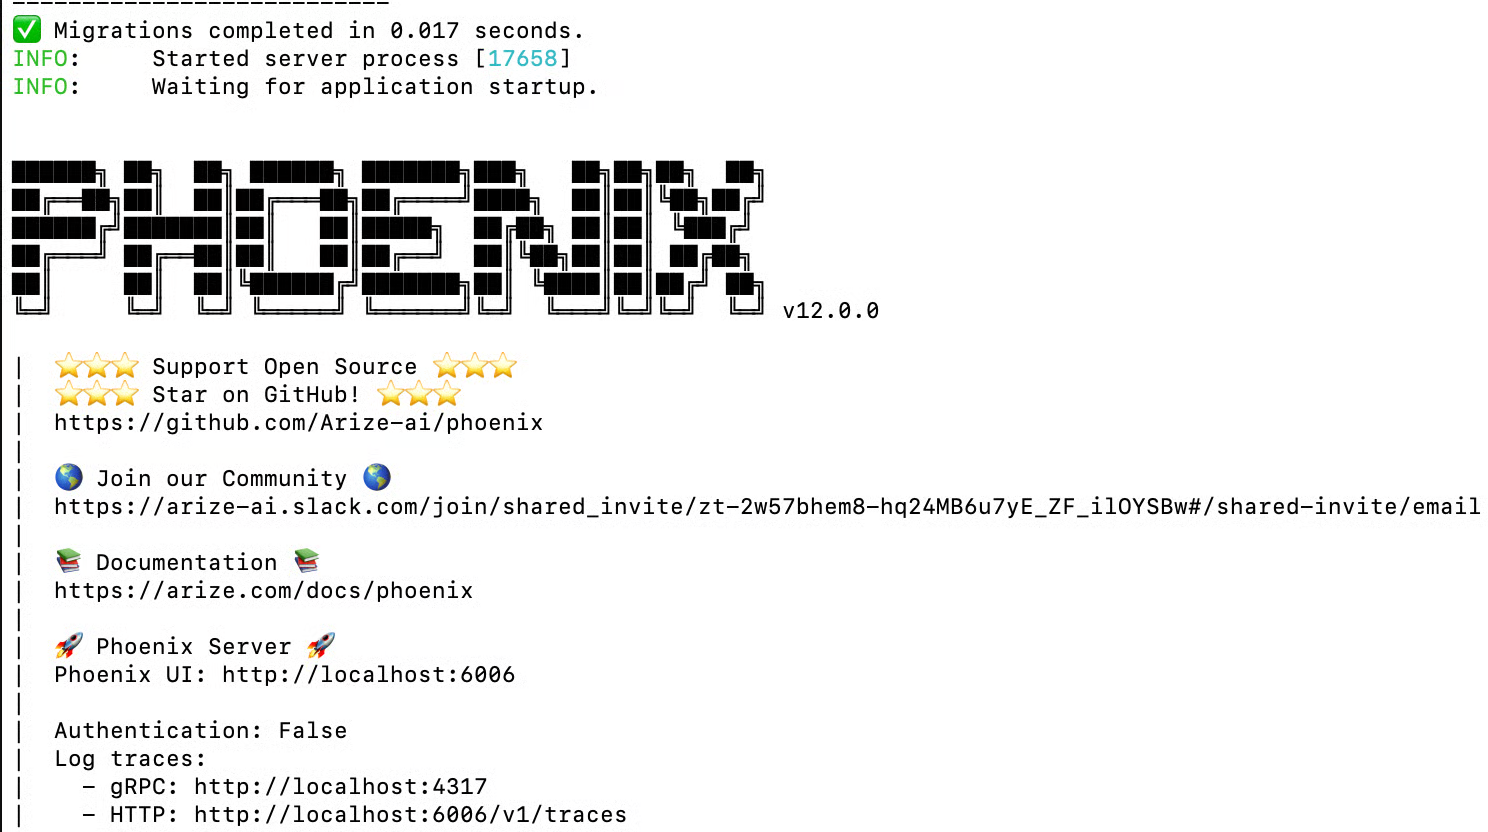 ✅ Migrations completed in 0.017 seconds.
INFO:     Started server process [17658]
INFO:     Waiting for application startup.
PHOENIX v12.0.0
|  ⭐️⭐️⭐️ Support Open Source ⭐️⭐️⭐️
|  ⭐️⭐️⭐️ Star on GitHub! ⭐️⭐️⭐️
|  https://github.com/Arize-ai/phoenix
|
|  🌎 Join our Community 🌎
|  https://arize-ai.slack.com/join/shared_invite/zt-2w57bhem8-hq24MB6u7yE_ZF_ilOYSBw#/shared-invite/email
|
|  📚 Documentation 📚
|  https://arize.com/docs/phoenix
|
|  🚀 Phoenix Server 🚀
|  Phoenix UI: http://localhost:6006
|
|  Authentication: False
|  Log traces:
|    - gRPC: http://localhost:4317
|    - HTTP: http://localhost:6006/v1/traces